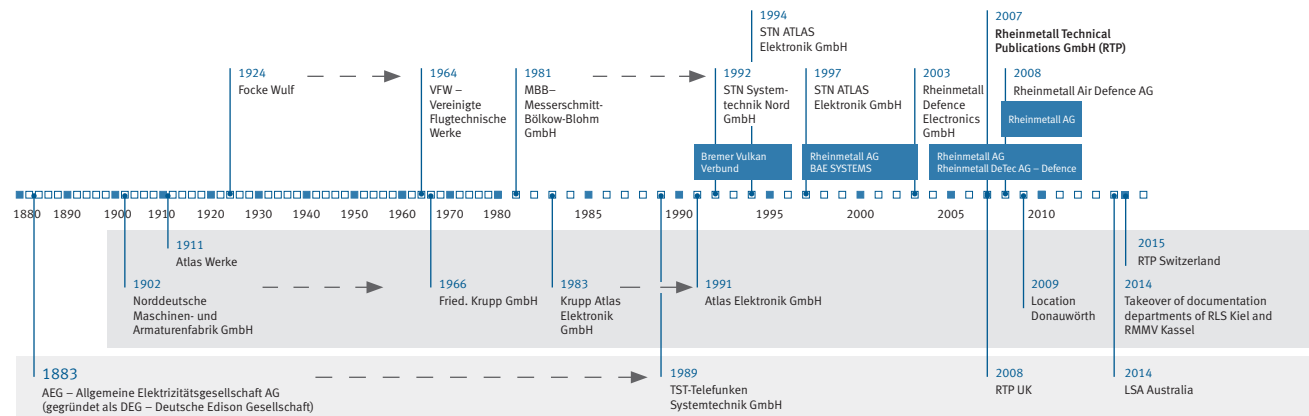 1994
STN ATLAS
Elektronik GmbH
2007
Rheinmetall Technical
Publications GmbH (RTP)
1924
Focke Wulf
1964
VFW –
Vereinigte
Flugtechnische
Werke
1981
MBB–
Messerschmitt-
Bölkow-Blohm
GmbH
1992
STN System-
technik Nord
GmbH
1997
STN ATLAS
Elektronik GmbH
2003
Rheinmetall
Defence
Electronics
GmbH
2008
Rheinmetall Air Defence AG
Rheinmetall AG
Bremer Vulkan
Verbund
Rheinmetall AG
BAE SYSTEMS
Rheinmetall AG
Rheinmetall DeTec AG – Defence
1880 1890 1900 1910 1920 1930 1940 1950 1960 1970 1980 1985 1990 1995 2000 2005 2010
1911
Atlas Werke
1902
Norddeutsche
Maschinen- und
Armaturenfabrik GmbH
1966
Fried. Krupp GmbH
1983
Krupp Atlas
Elektronik
GmbH
1991
Atlas Elektronik GmbH
2009
Location
Donauwörth
2015
RTP Switzerland
2014
Takeover of documentation
departments of RLS Kiel and
RMMV Kassel
1883
AEG – Allgemeine Elektrizitätsgesellschaft AG
(gegründet als DEG – Deutsche Edison Gesellschaft)
1989
TST-Telefunken
Systemtechnik GmbH
2008
RTP UK
2014
LSA Australia